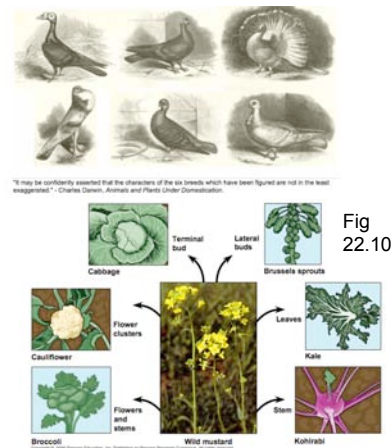 "It may be confidently asserted that the characters of the six breeds which have been figured are not in the least
exaggerated." - Charles Darwin, Animals and Plants Under Domestication.
Fig
22.10
Terminal
bud
Lateral
buds
Cabbage
Brussels sprouts
Flower
clusters
Leaves
Cauliflower
Kale
Flowers
and
stems
Stem
Broccoli
Wild mustard
Kohlrabi